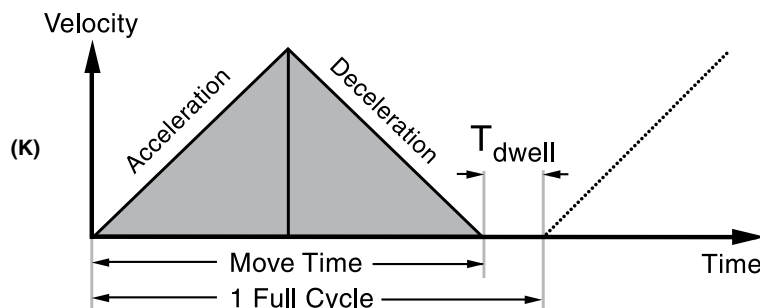 Velocity
Acceleration
Deceleration
(K)
T dwell
Time
Move Time
1 Full Cycle